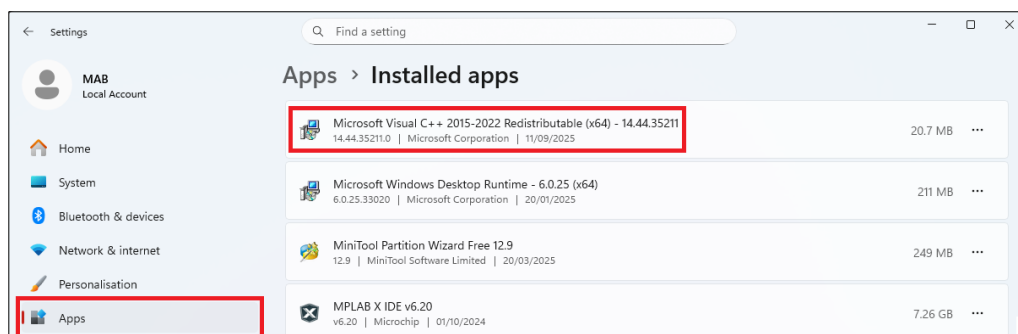 Settings
Find a setting
MAB
Local Account
Home
System
Bluetooth & devices
Network & internet
Personalisation
Apps
Apps > Installed apps
Microsoft Visual C++ 2015-2022 Redistributable (x64) - 14.44.35211
14.44.35211.0 | Microsoft Corporation | 11/09/2025
20.7 MB
Microsoft Windows Desktop Runtime - 6.0.25 (x64)
6.0.25.33020 | Microsoft Corporation | 20/01/2025
211 MB
MiniTool Partition Wizard Free 12.9
12.9 | MiniTool Software Limited | 20/03/2025
249 MB
MPLAB X IDE v6.20
v6.20 | Microchip | 01/10/2024
7.26 GB